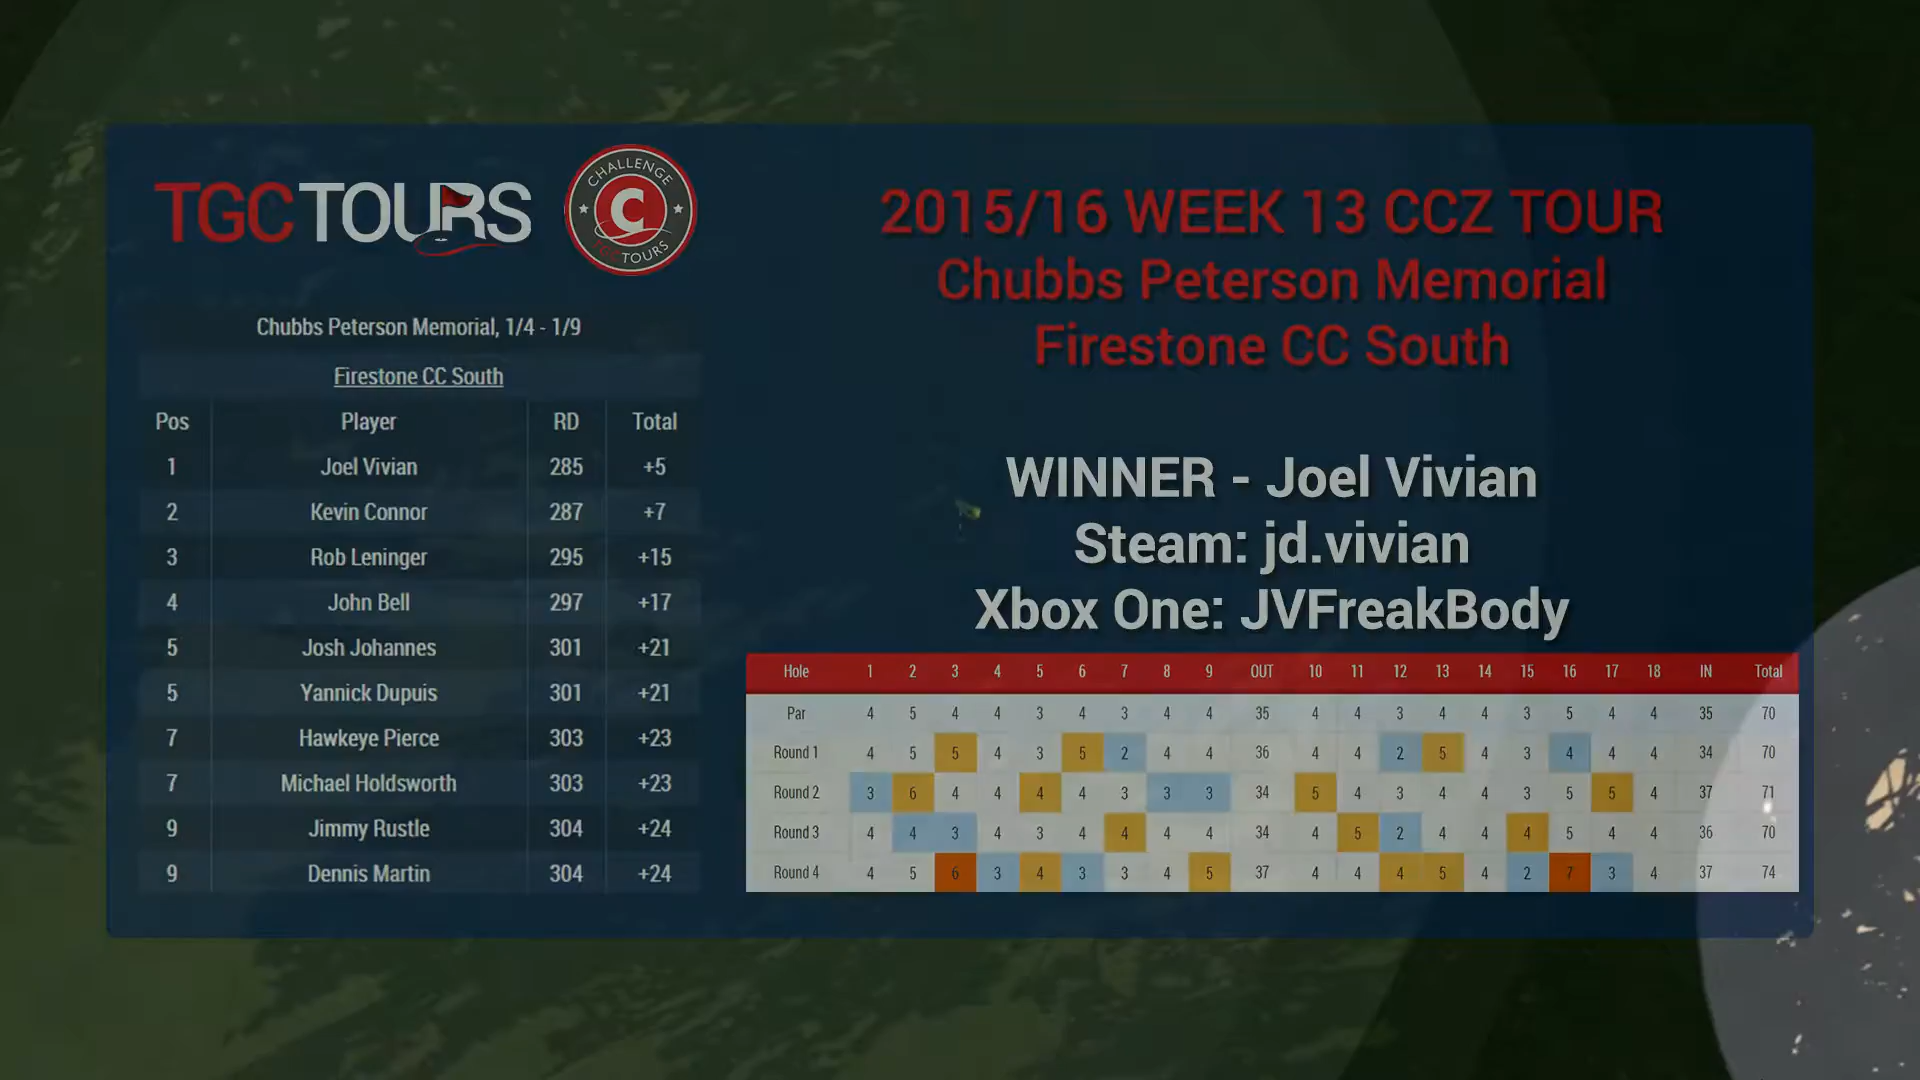 TGCTOURS
CHALLENGE
C
TGC TOURS
2015/16 WEEK 13 CCZ TOUR
Chubbs Peterson Memorial
Firestone CC South
Chubbs Peterson Memorial, 1/4 - 1/9
Firestone CC South
Pos Player RD Total
1 Joel Vivian 285 +5
2 Kevin Connor 287 +7
3 Rob Leninger 295 +15
4 John Bell 297 +17
5 Josh Johannes 301 +21
5 Yannick Dupuis 301 +21
7 Hawkeye Pierce 303 +23
7 Michael Holdsworth 303 +23
9 Jimmy Rustle 304 +24
9 Dennis Martin 304 +24
WINNER - Joel Vivian
Steam: jd.vivian
Xbox One: JVFreakBody
Hole 1 2 3 4 5 6 7 8 9 OUT 10 11 12 13 14 15 16 17 18 IN Total
Par 4 5 4 4 3 4 3 4 4 35 4 4 3 4 4 3 5 4 4 35 70
Round 1 4 5 5 4 3 5 2 4 4 36 4 4 2 5 4 3 4 4 4 34 70
Round 2 3 6 4 4 4 4 3 3 3 34 5 4 3 4 4 3 5 5 4 37 71
Round 3 4 4 3 4 3 4 4 4 4 34 4 5 2 4 4 4 5 4 4 36 70
Round 4 4 5 6 3 4 3 3 4 5 37 4 4 4 5 4 2 7 3 4 37 74